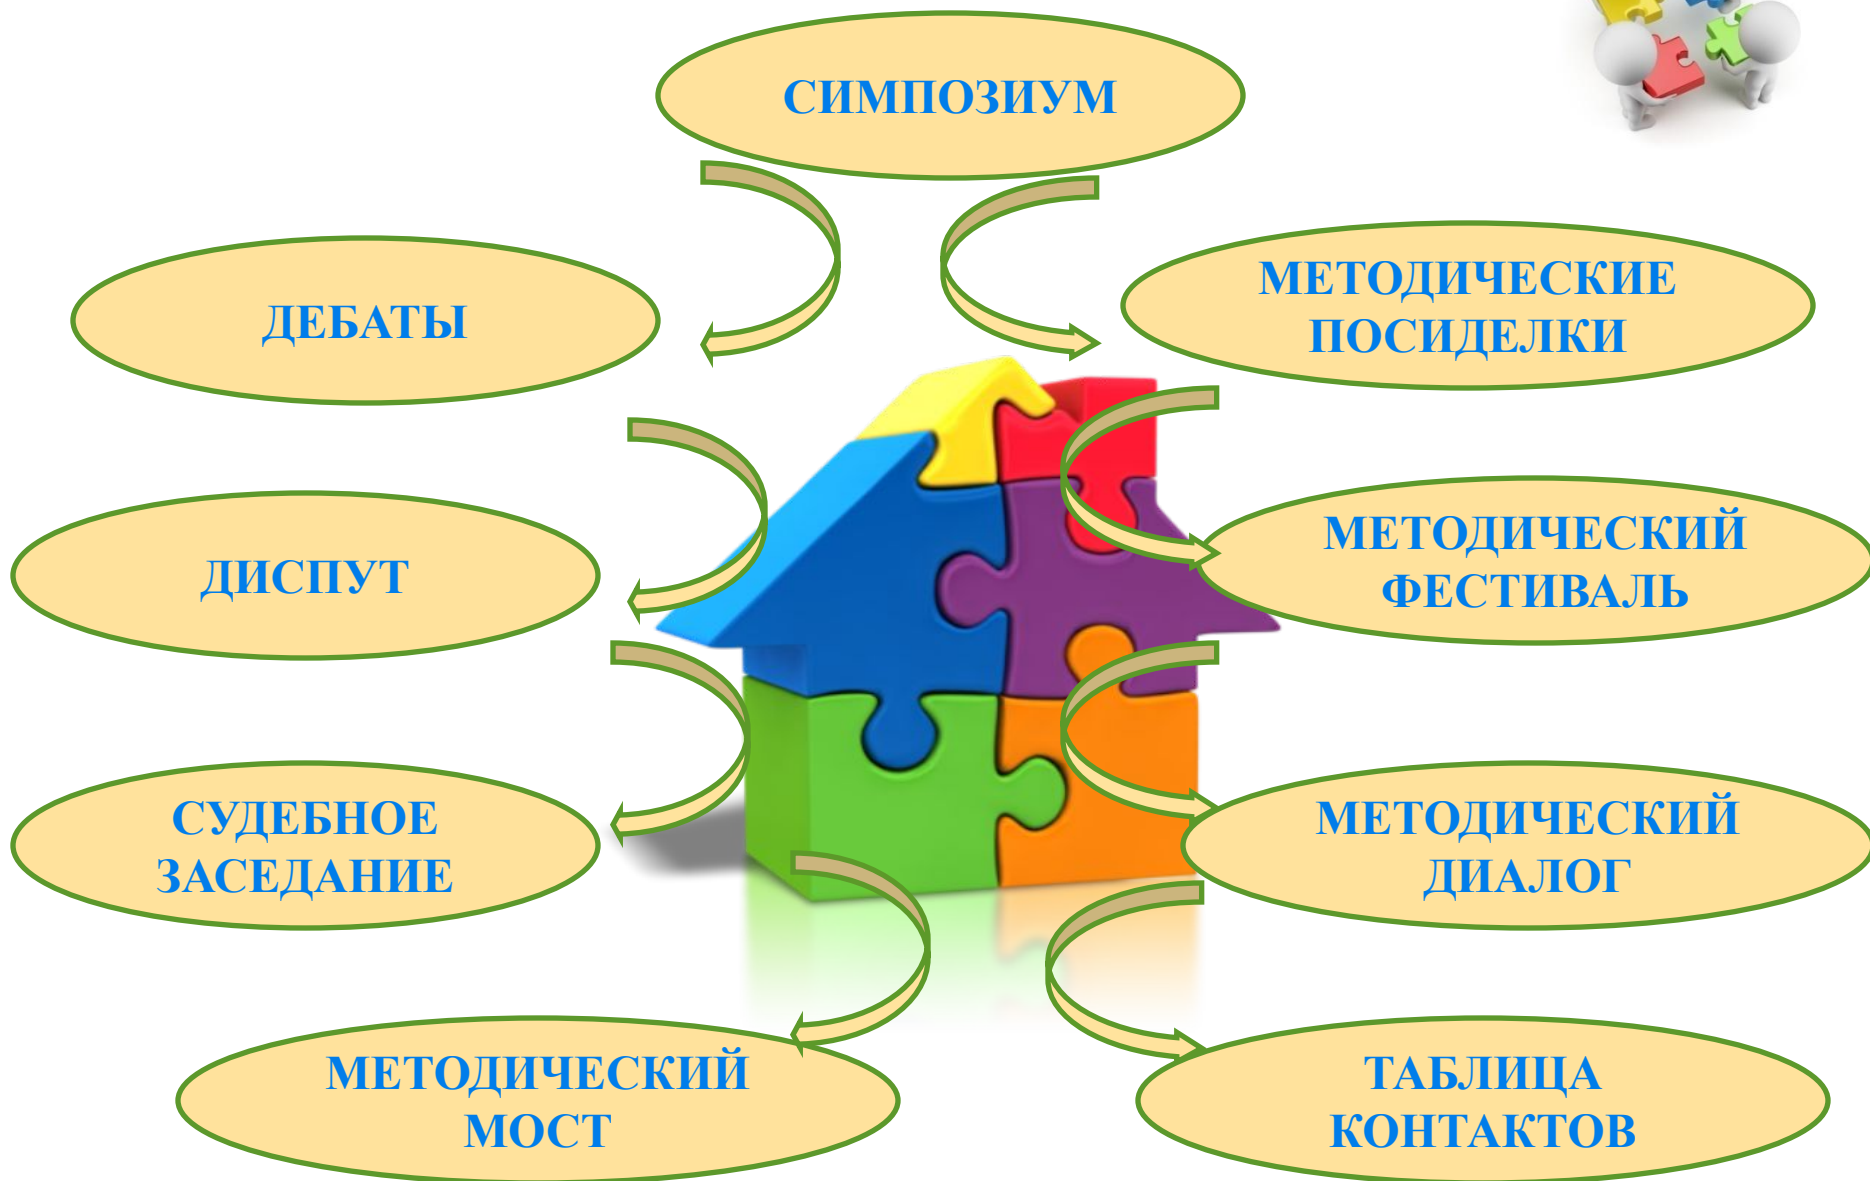 СИМПОЗИУМ
ДЕБАТЫ
МЕТОДИЧЕСКИЕ
ПОСИДЕЛКИ
ДИСПУТ
МЕТОДИЧЕСКИЙ
ФЕСТИВАЛЬ
СУДЕБНОЕ
ЗАСЕДАНИЕ
МЕТОДИЧЕСКИЙ
ДИАЛОГ
МЕТОДИЧЕСКИЙ
МОСТ
ТАБЛИЦА
КОНТАКТОВ